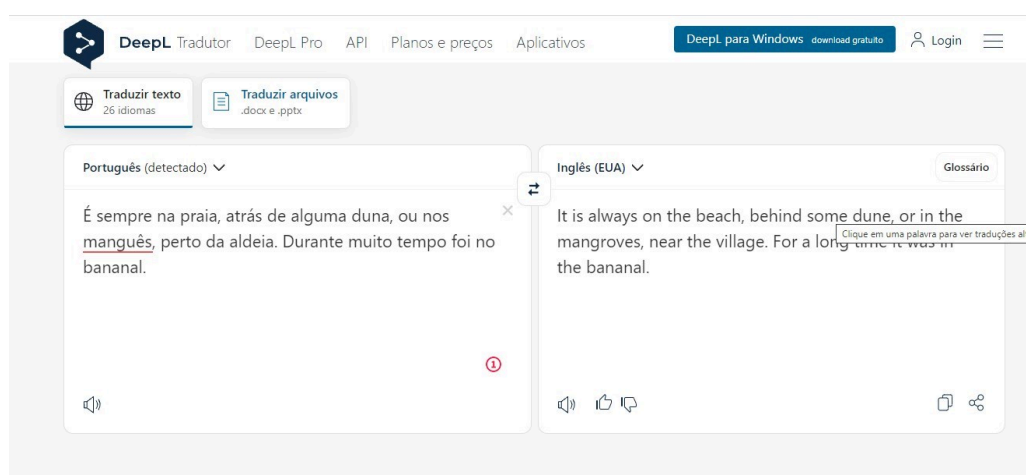 DeepL Tradutor DeepL Pro API Planos e preços Aplicativos DeepL para Windows download gratuito Login
Traduzir texto
26 idiomas
Traduzir arquivos
.docx e .pptx
Português (detectado)
É sempre na praia, atrás de alguma duna, ou nos
manguês, perto da aldeia. Durante muito tempo foi no
bananal.
1
Inglês (EUA) Glossário
It is always on the beach, behind some dune, or in the
mangroves, near the village. For a long time it was in
the bananal.
Clique em uma palavra para ver traduções